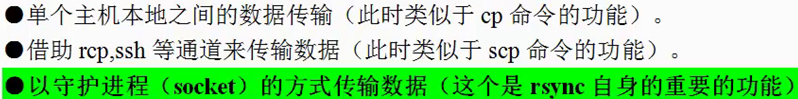 ●单个主机本地之间的数据传输（此时类似于 cp 命令的功能）。
●借助 rcp,ssh 等通道来传输数据（此时类似于 scp 命令的功能）。
●以守护进程（socket）的方式传输数据（这个是 rsync 自身的重要的功能）